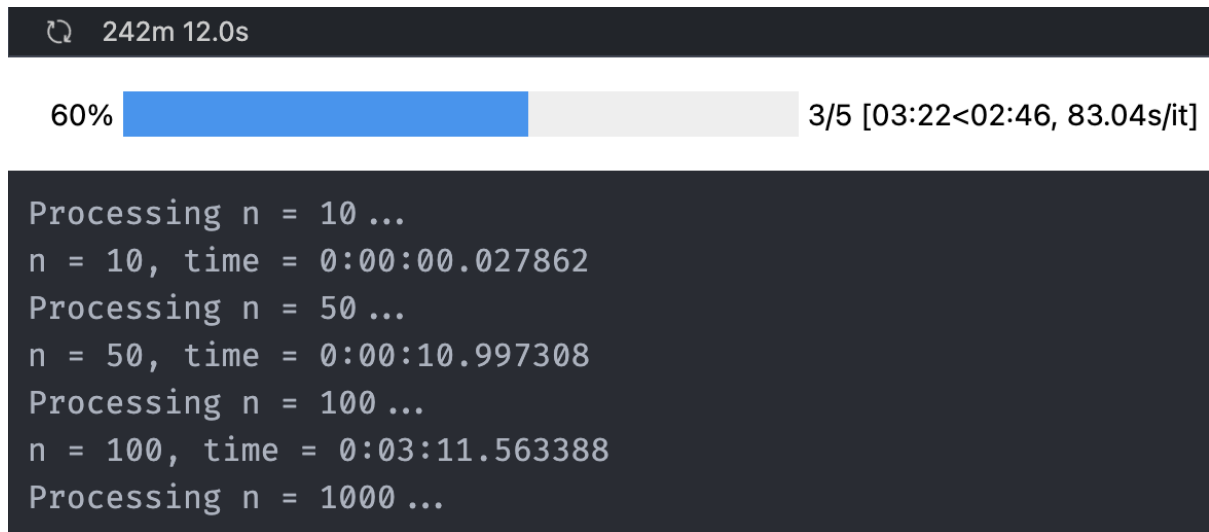 242m 12.0s
60% 3/5 [03:22<02:46, 83.04s/it]
Processing n = 10...
n = 10, time = 0:00:00.027862
Processing n = 50...
n = 50, time = 0:00:10.997308
Processing n = 100...
n = 100, time = 0:03:11.563388
Processing n = 1000...